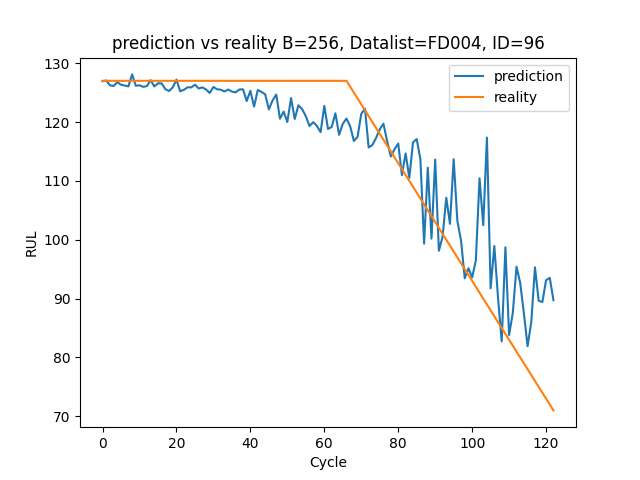 prediction vs reality B=256, Datalist=FD004, ID=96
prediction
reality
RUL
130
120
110
100
90
80
70
0
20
40
60
80
100
120
Cycle